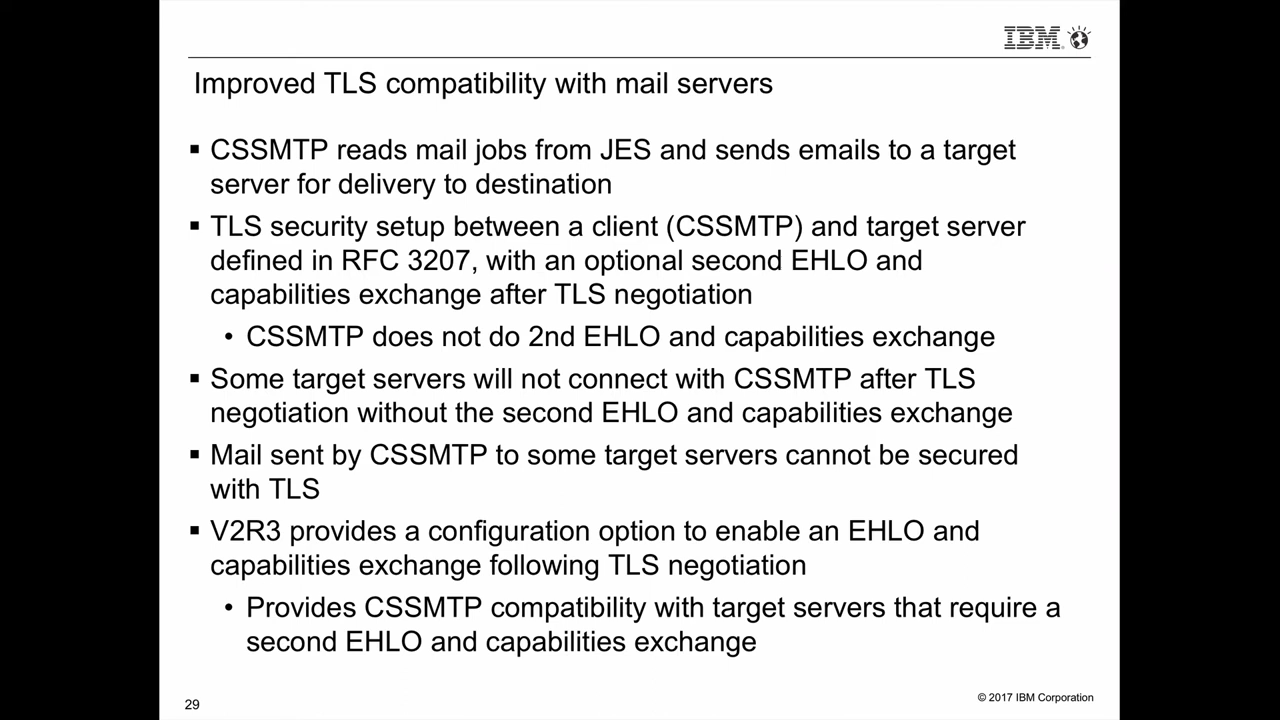 IBM
Improved TLS compatibility with mail servers
▪ CSSMTP reads mail jobs from JES and sends emails to a target
server for delivery to destination
▪ TLS security setup between a client (CSSMTP) and target server
defined in RFC 3207, with an optional second EHLO and
capabilities exchange after TLS negotiation
• CSSMTP does not do 2nd EHLO and capabilities exchange
▪ Some target servers will not connect with CSSMTP after TLS
negotiation without the second EHLO and capabilities exchange
▪ Mail sent by CSSMTP to some target servers cannot be secured
with TLS
▪ V2R3 provides a configuration option to enable an EHLO and
capabilities exchange following TLS negotiation
• Provides CSSMTP compatibility with target servers that require a
second EHLO and capabilities exchange
29
© 2017 IBM Corporation